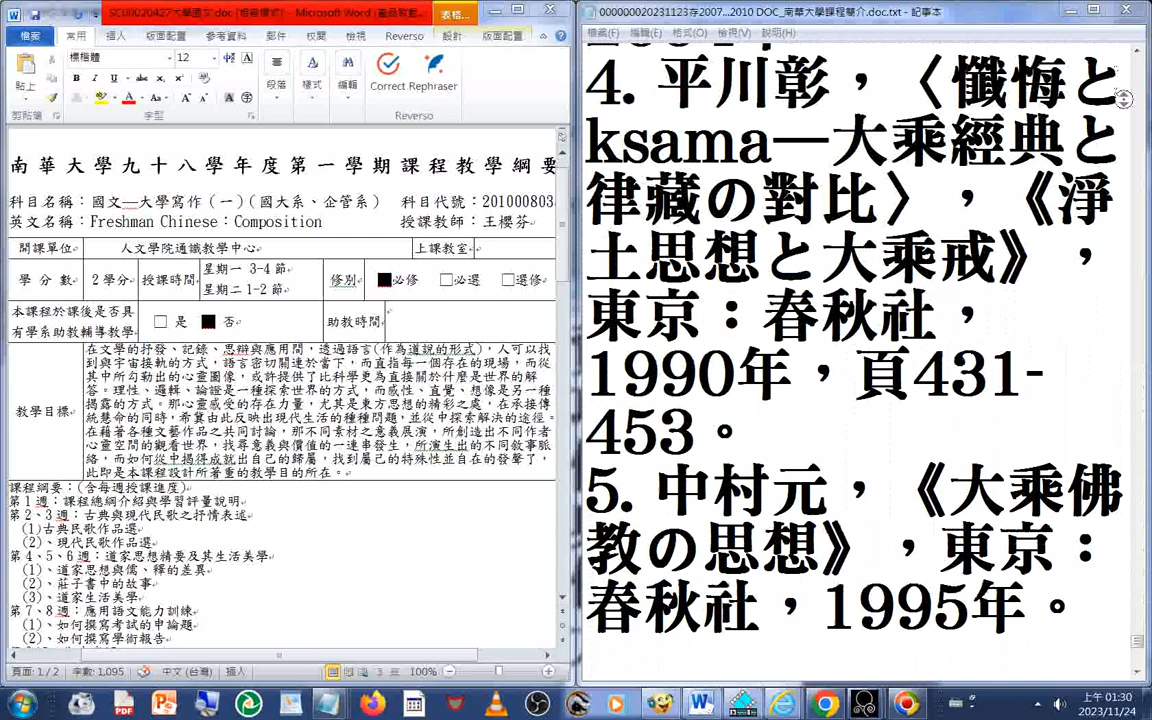 SC00020427大學國文.doc [相容模式] - Microsoft Word (產品啟動...
表格...
檔案 常用 插入 版面配置 參考資料 郵件 校閱 檢視 Reverso 設計 版面配置
標楷體 12
貼上 段落 樣式 編輯 Correct Rephraser
剪貼簿 字型 Reverso
南華大學九十八學年度第一學期課程教學綱要
科目名稱：國文—大學寫作(一)(國大系、企管系) 科目代號：201000803
英文名稱：Freshman Chinese：Composition 授課教師：王櫻芬
開課單位 人文學院通識教學中心 上課教室
學 分 數 2學分 授課時間 星期一 3-4節 星期二1-2節 修別 ■必修 □必選 □選修
本課程於課後是否具有學系助教輔導教學 □ 是 ■ 否 助教時間
教學目標
在文學的抒發、記錄、思辯與應用間，透過語言(作為道說的形式)，人可以找
到與宇宙接軌的方式，語言密切關連於當下，而直指每一個存在的現場，而從
其中所勾勒出的心靈圖像，或許提供了比科學更為直接關於什麼是世界的解
答。理性、邏輯、論證是一種探索世界的方式，而感性、直覺、想像是另一種
揭露的方式。那心靈感受的存在力量，尤其是東方思想的精彩之處，在承接傳
統慧命的同時，希冀由此反映出現代生活的種種問題，並從中探索解決的途徑。
在藉著各種文藝作品之共同討論，那不同素材之意義展演，所創造出不同作者
心靈空間的觀看世界，找尋意義與價值的一連串發生，所演生出的不同敘事脈
絡，而如何從中揭得成就出自己的歸屬，找到屬己的特殊性並自在的發聲了，
此即是本課程設計所著重的教學目的所在。
課程綱要：(含每週授課進度)
第1週：課程總綱介紹與學習評量說明
第2、3週：古典與現代民歌之抒情表述
(1)古典民歌作品選
(2)、現代民歌作品選
第4、5、6週：道家思想精要及其生活美學
(1)、道家思想與儒、釋的差異
(2)、莊子書中的故事
(3)、道家生活美學
第7、8週：應用語文能力訓練
(1)、如何撰寫考試的申論題
(2)、如何撰寫學術報告
頁面: 1/2 字數: 1,095 中文 (台灣) 插入 100%
000000020231123存2007...2010 DOC_南華大學課程簡介.doc.txt - 記事本
檔案(F) 編輯(E) 格式(O) 檢視(V) 說明(H)
4. 平川彰，〈懺悔と
ksama—大乘經典と
律藏の對比〉，《淨
土思想と大乘戒》，
東京：春秋社，
1990年，頁431-
453。
5. 中村元，《大乘佛
教の思想》，東京：
春秋社，1995年。
上午 01:30
2023/11/24